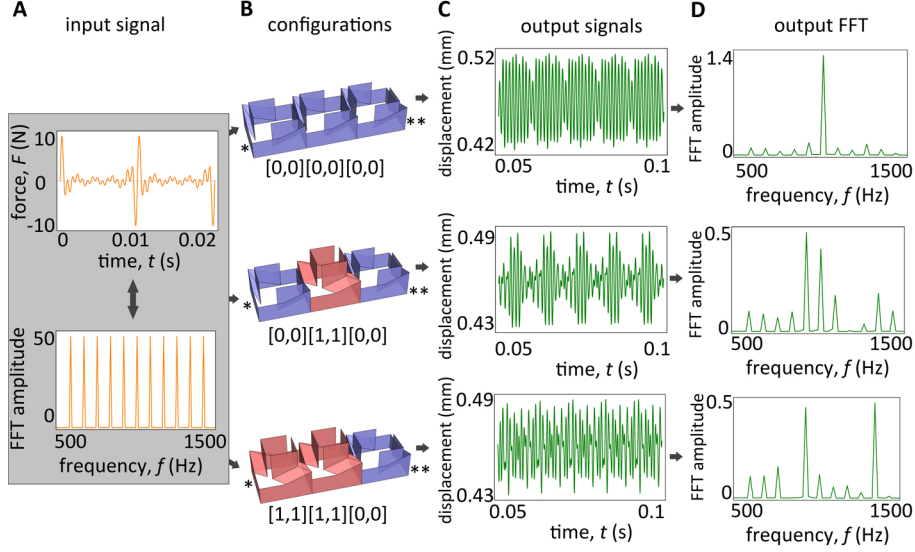 A
input signal
force, F (N)
10
0
-10
0
0.01
0.02
time, t (s)
FFT amplitude
50
0
500
1500
frequency, f (Hz)
B
configurations
*
**
[0,0][0,0][0,0]
*
**
[0,0][1,1][0,0]
*
**
[1,1][1,1][0,0]
C
output signals
displacement (mm)
0.52
0.42
0.05
0.1
time, t (s)
displacement (mm)
0.49
0.43
0.05
0.1
time, t (s)
displacement (mm)
0.49
0.43
0.05
0.1
time, t (s)
D
output FFT
FFT amplitude
1.4
0
500
1500
frequency, f (Hz)
FFT amplitude
0.5
0
500
1500
frequency, f (Hz)
FFT amplitude
0.5
0
500
1500
frequency, f (Hz)